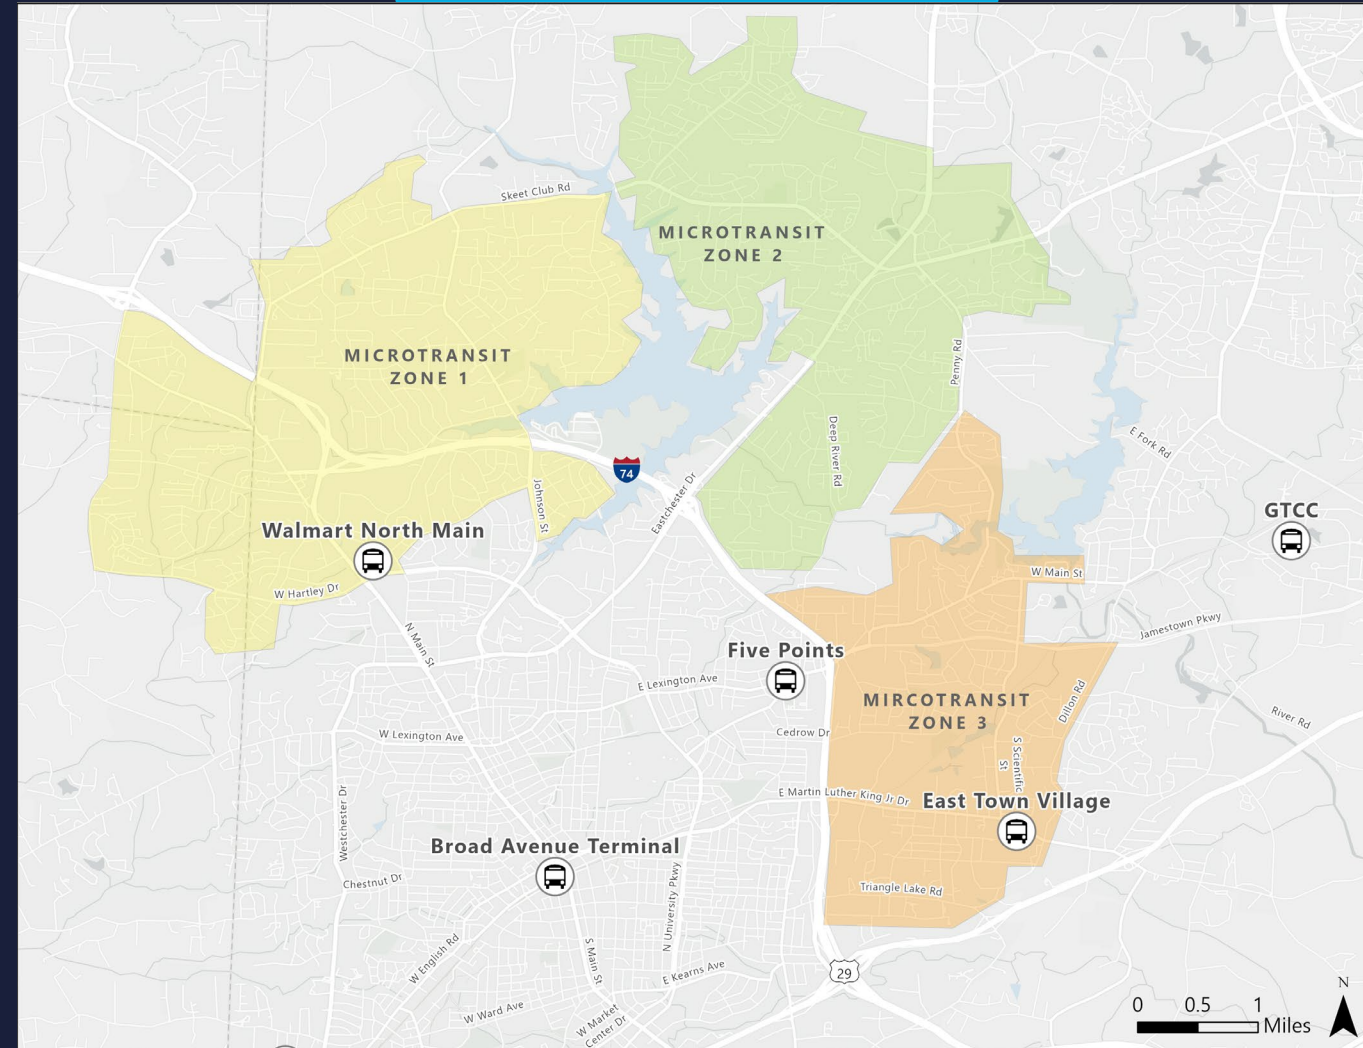 Skeet Club Rd
MICROTRANSIT
ZONE 2
MICROTRANSIT
ZONE 1
Penny Rd
Deep River Rd
E Fork Rd
74
Johnson St
Eastchester Dr
GTCC
Walmart North Main
W Hartley Dr
W Main St
Jamestown Pkwy
N Main St
Five Points
E Lexington Ave
MIRCOTRANSIT
ZONE 3
Dillon Rd
River Rd
W Lexington Ave
Cedrow Dr
S Scientific
St
E Martin Luther King Jr Dr
East Town Village
Westchester Dr
Broad Avenue Terminal
Chestnut Dr
N University Pkwy
Triangle Lake Rd
W English Rd
S Main St
E Kearns Ave
29
W Ward Ave
W Market
Center Dr
N
0 0.5 1
Miles